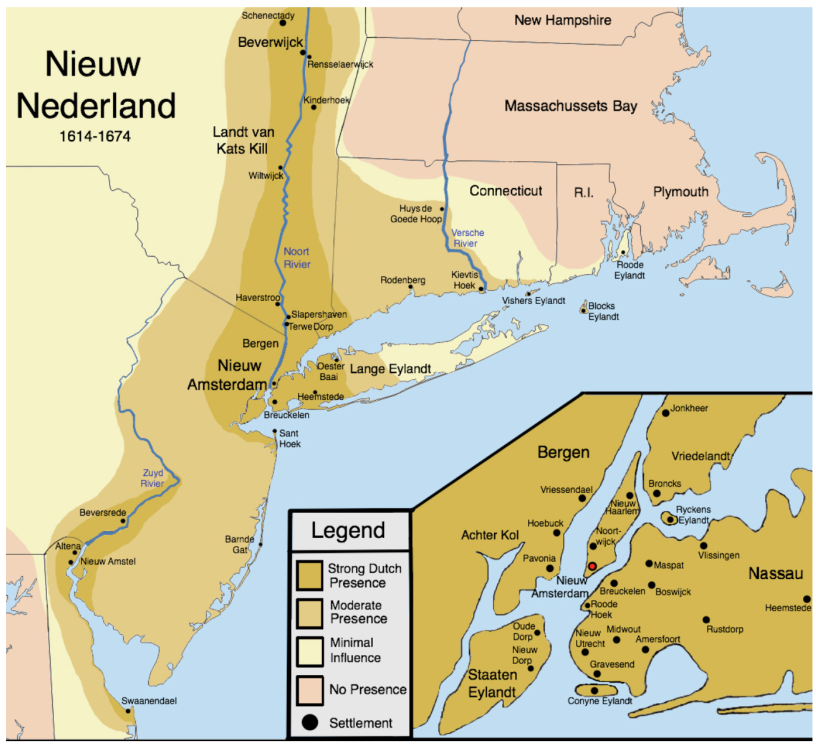 Nieuw
Nederland
1614-1674
Schenectady
Beverwijck
Rensselaerwijck
Kinderhoek
Landt van
Kats Kill
Wiltwijck
Noort
Rivier
Haverstroo
Slapershaven
TerweDorp
Bergen
Nieuw
Amsterdam
Breuckelen
Sant
Hoek
Oester
Baai
Heemstede
Lange Eylandt
New Hampshire
Massachussets Bay
Connecticut
R.I.
Plymouth
Huys de
Goede Hoop
Versche
Rivier
Rodenberg
Kievtis
Hoek
Vishers Eylandt
Roode
Eylandt
Blocks
Eylandt
Zuyd
Rivier
Beversrede
Altena
Nieuw Amstel
Barnde
Gat
Swaanendael
Legend
Strong Dutch
Presence
Moderate
Presence
Minimal
Influence
No Presence
Settlement
Jonkheer
Bergen
Vriedelandt
Vriessendael
Broncks
Nieuw
Haarlem
Ryckens
Eylandt
Hoebuck
Noort-
wijck
Achter Kol
Pavonia
Vlissingen
Maspat
Nieuw
Amsterdam
Nassau
Breuckelen
Boswijck
Heemstede
Roode
Hoek
Rustdorp
Oude
Dorp
Midwout
Nieuw
Utrecht
Amersfoort
Nieuw
Dorp
Gravesend
Staaten
Eylandt
Conyne Eylandt